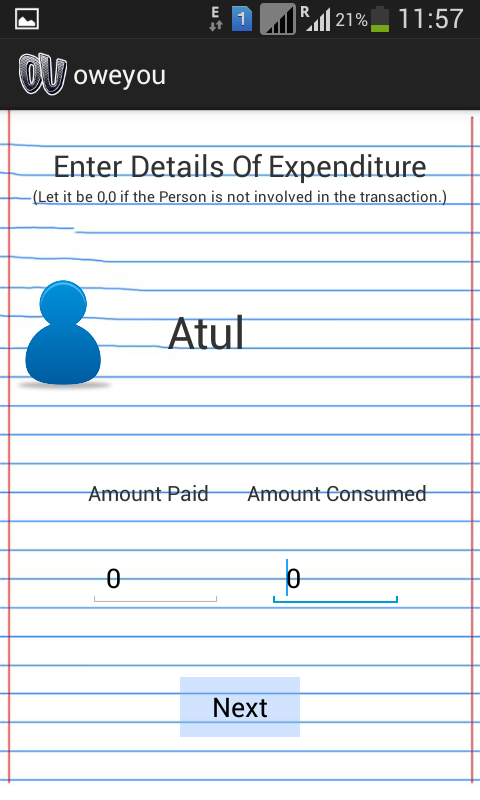 E 1 R 21% 11:57
OU oweyou
Enter Details Of Expenditure
(Let it be 0,0 if the Person is not involved in the transaction.)
Atul
Amount Paid Amount Consumed
0 0
Next